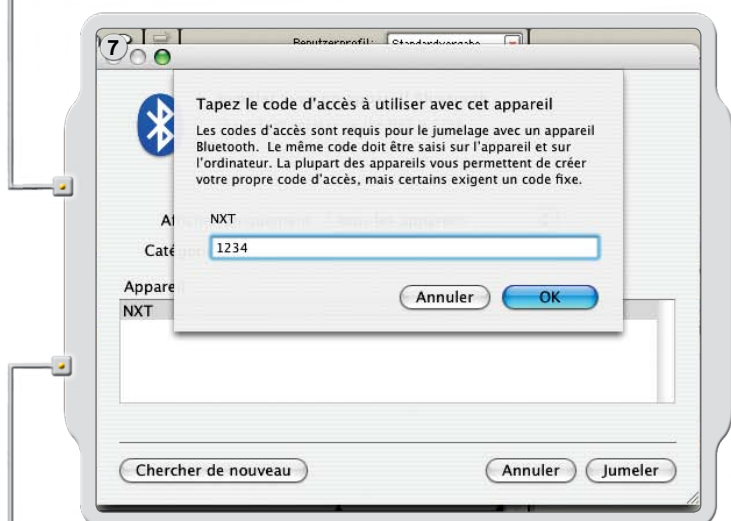 7
Benutzerprofil: Standardvorgabe
Tapez le code d'accès à utiliser avec cet appareil
Les codes d'accès sont requis pour le jumelage avec un appareil
Bluetooth. Le même code doit être saisi sur l'appareil et sur
l'ordinateur. La plupart des appareils vous permettent de créer
votre propre code d'accès, mais certains exigent un code fixe.
NXT
1234
Annuler OK
Appare
NXT
Chercher de nouveau Annuler Jumeler